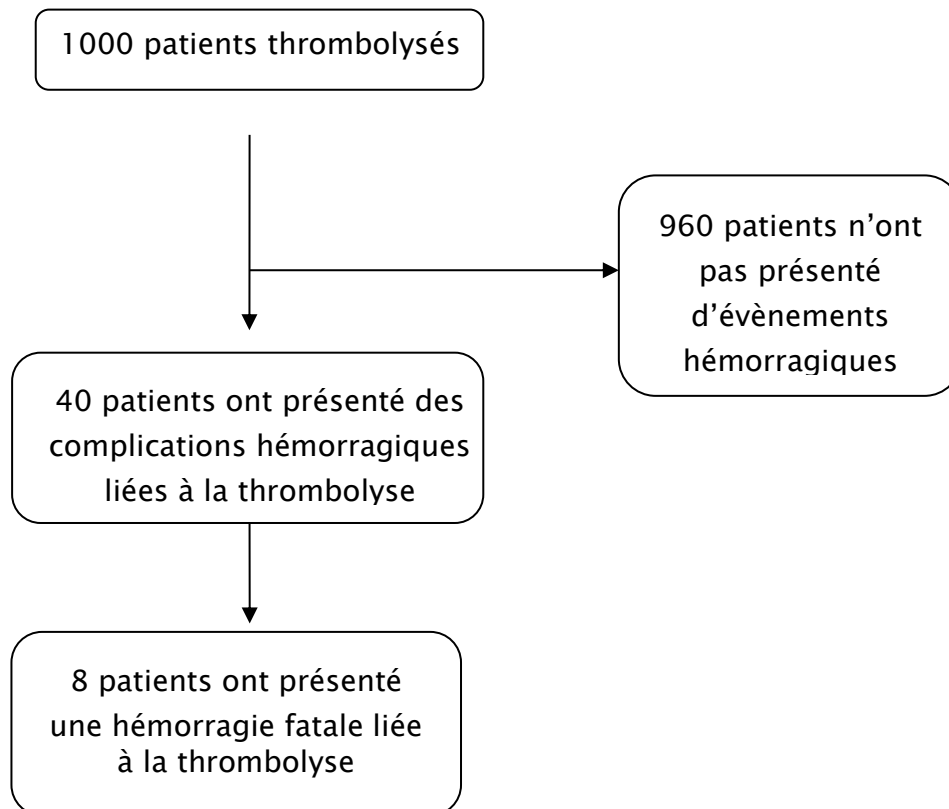 1000 patients thrombolysés
960 patients n’ont
pas présenté
d’évènements
hémorragiques
40 patients ont présenté des
complications hémorragiques
liées à la thrombolyse
8 patients ont présenté
une hémorragie fatale liée
à la thrombolyse